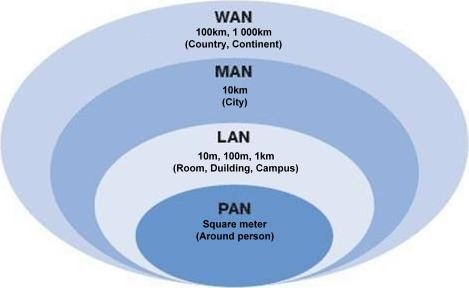 WAN
100km, 1 000km
(Country, Continent)
MAN
10km
(City)
LAN
10m, 100m, 1km
(Room, Duilding, Campus)
PAN
Square meter
(Around person)